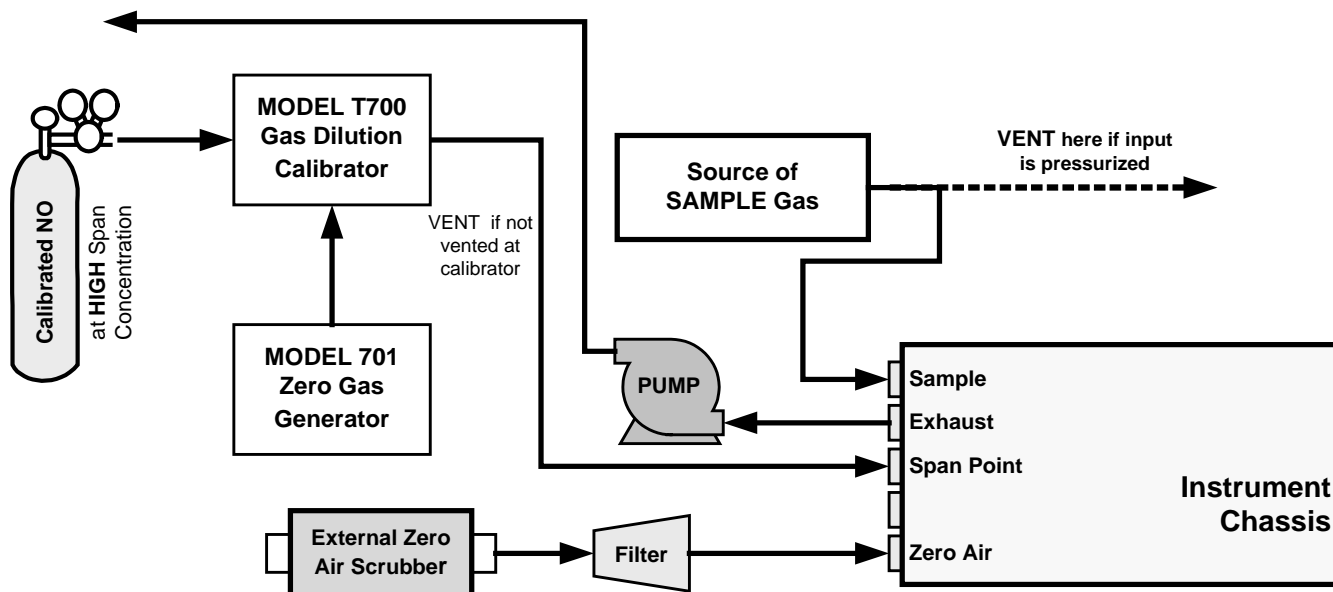 MODEL T700
Gas Dilution
Calibrator
Calibrated NO
at HIGH Span
Concentration
VENT if not
vented at
calibrator
MODEL 701
Zero Gas
Generator
Source of
SAMPLE Gas
VENT here if input
is pressurized
PUMP
Sample
Exhaust
Span Point
Zero Air
Instrument
Chassis
External Zero
Air Scrubber
Filter